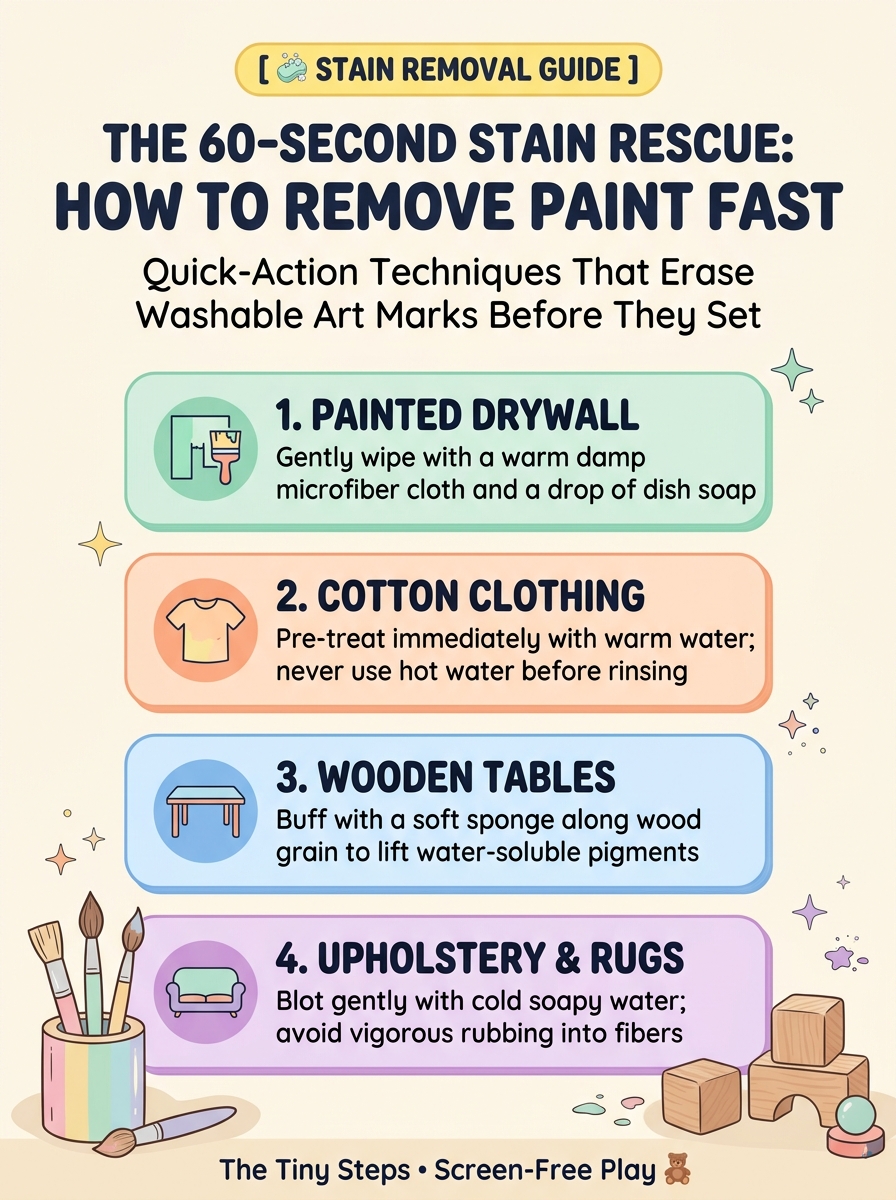 [ 🧼 STAIN REMOVAL GUIDE ]
THE 60-SECOND STAIN RESCUE:
HOW TO REMOVE PAINT FAST
Quick-Action Techniques That Erase
Washable Art Marks Before They Set
1. PAINTED DRYWALL
Gently wipe with a warm damp
microfiber cloth and a drop of dish soap
2. COTTON CLOTHING
Pre-treat immediately with warm water;
never use hot water before rinsing
3. WOODEN TABLES
Buff with a soft sponge along wood
grain to lift water-soluble pigments
4. UPHOLSTERY & RUGS
Blot gently with cold soapy water;
avoid vigorous rubbing into fibers
The Tiny Steps • Screen-Free Play 🧸